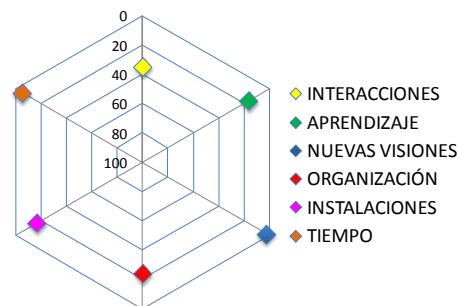 0
20
40
60
80
100
INTERACCIONES
APRENDIZAJE
NUEVAS VISIONES
ORGANIZACIÓN
INSTALACIONES
TIEMPO